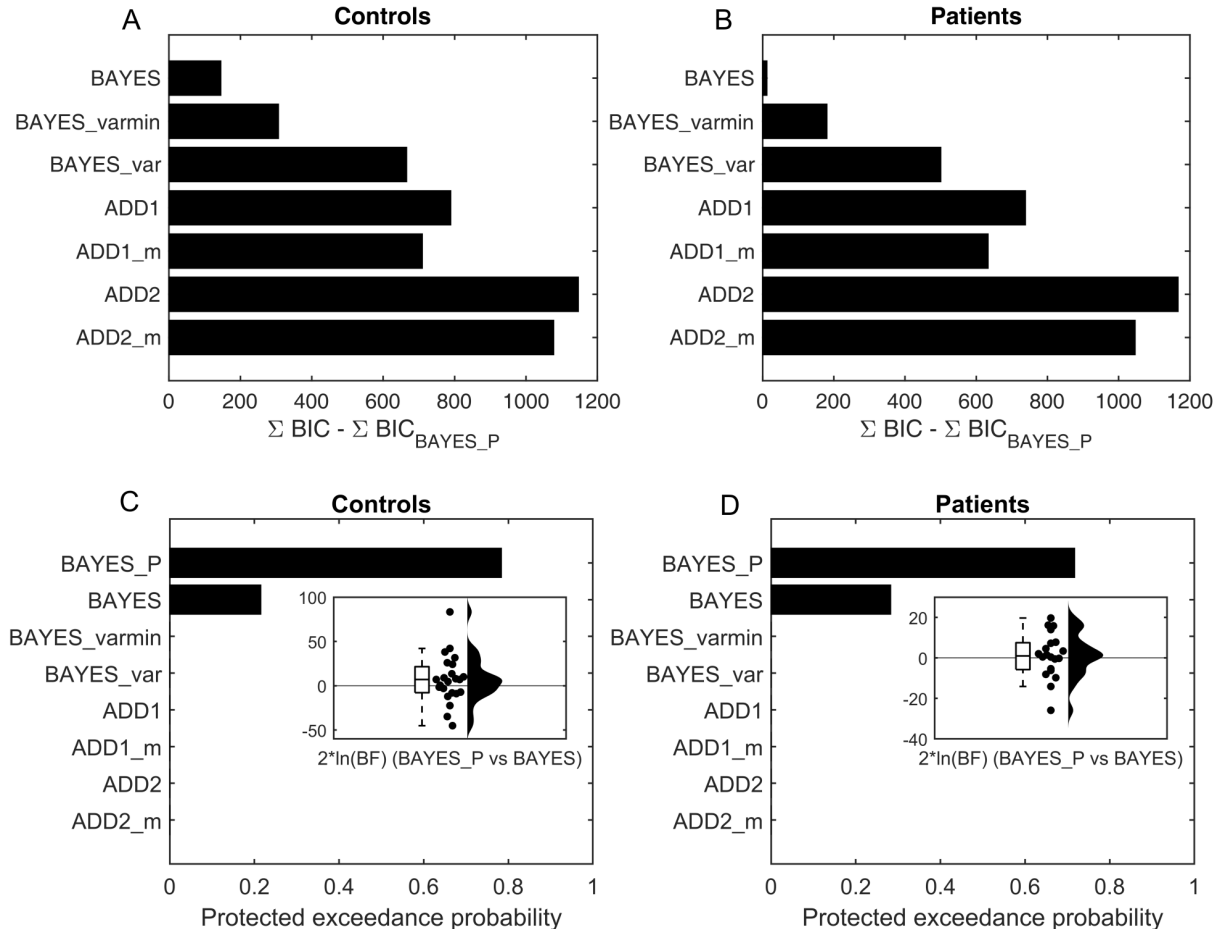 A
Controls
BAYES
BAYES_varmin
BAYES_var
ADD1
ADD1_m
ADD2
ADD2_m
0 200 400 600 800 1000 1200
Σ BIC - Σ BIC_BAYES_P
B
Patients
BAYES
BAYES_varmin
BAYES_var
ADD1
ADD1_m
ADD2
ADD2_m
0 200 400 600 800 1000 1200
Σ BIC - Σ BIC_BAYES_P
C
Controls
BAYES_P
BAYES
BAYES_varmin
BAYES_var
ADD1
ADD1_m
ADD2
ADD2_m
100
50
0
-50
2*ln(BF) (BAYES_P vs BAYES)
0 0.2 0.4 0.6 0.8 1
Protected exceedance probability
D
Patients
BAYES_P
BAYES
BAYES_varmin
BAYES_var
ADD1
ADD1_m
ADD2
ADD2_m
20
0
-20
-40
2*ln(BF) (BAYES_P vs BAYES)
0 0.2 0.4 0.6 0.8 1
Protected exceedance probability